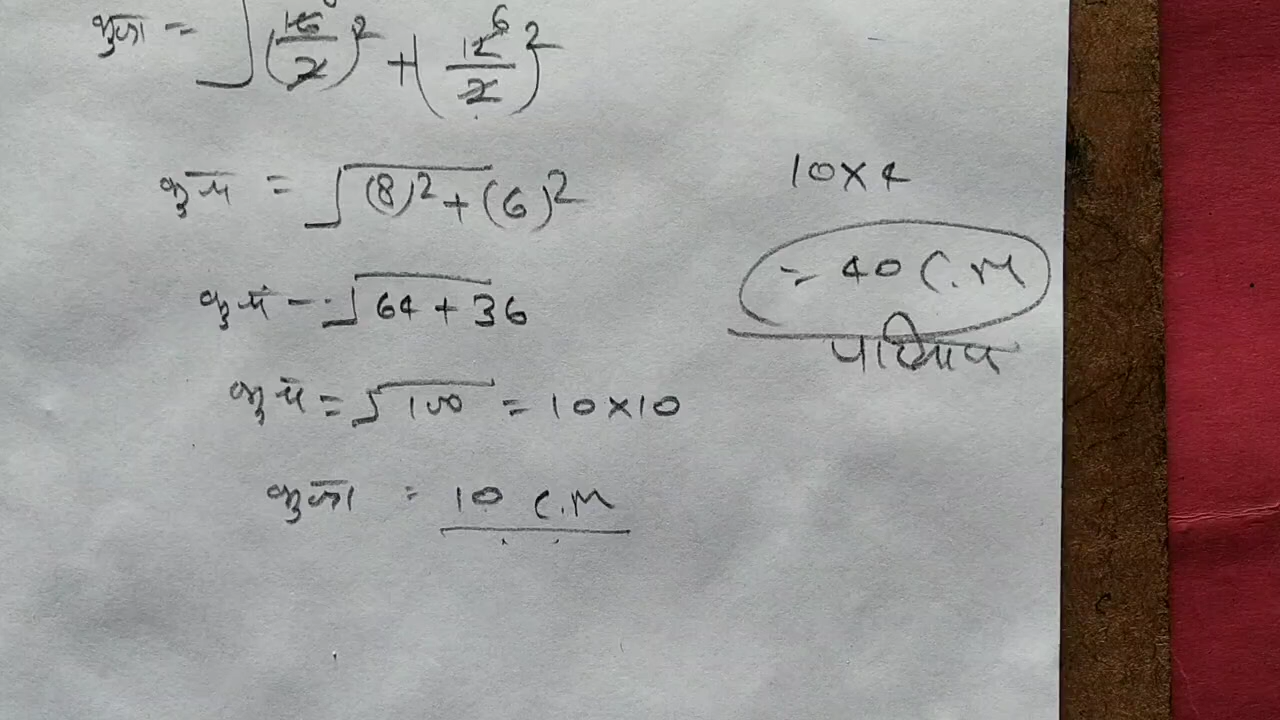 भुजा = √(16/2)² + (12/2)² 6
भुजा = √(8)² + (6)²
भुजा = √64 + 36
भुजा = √100 = 10×10
भुजा = 10 C.M
10×4
= 40 C.M
परिमाप